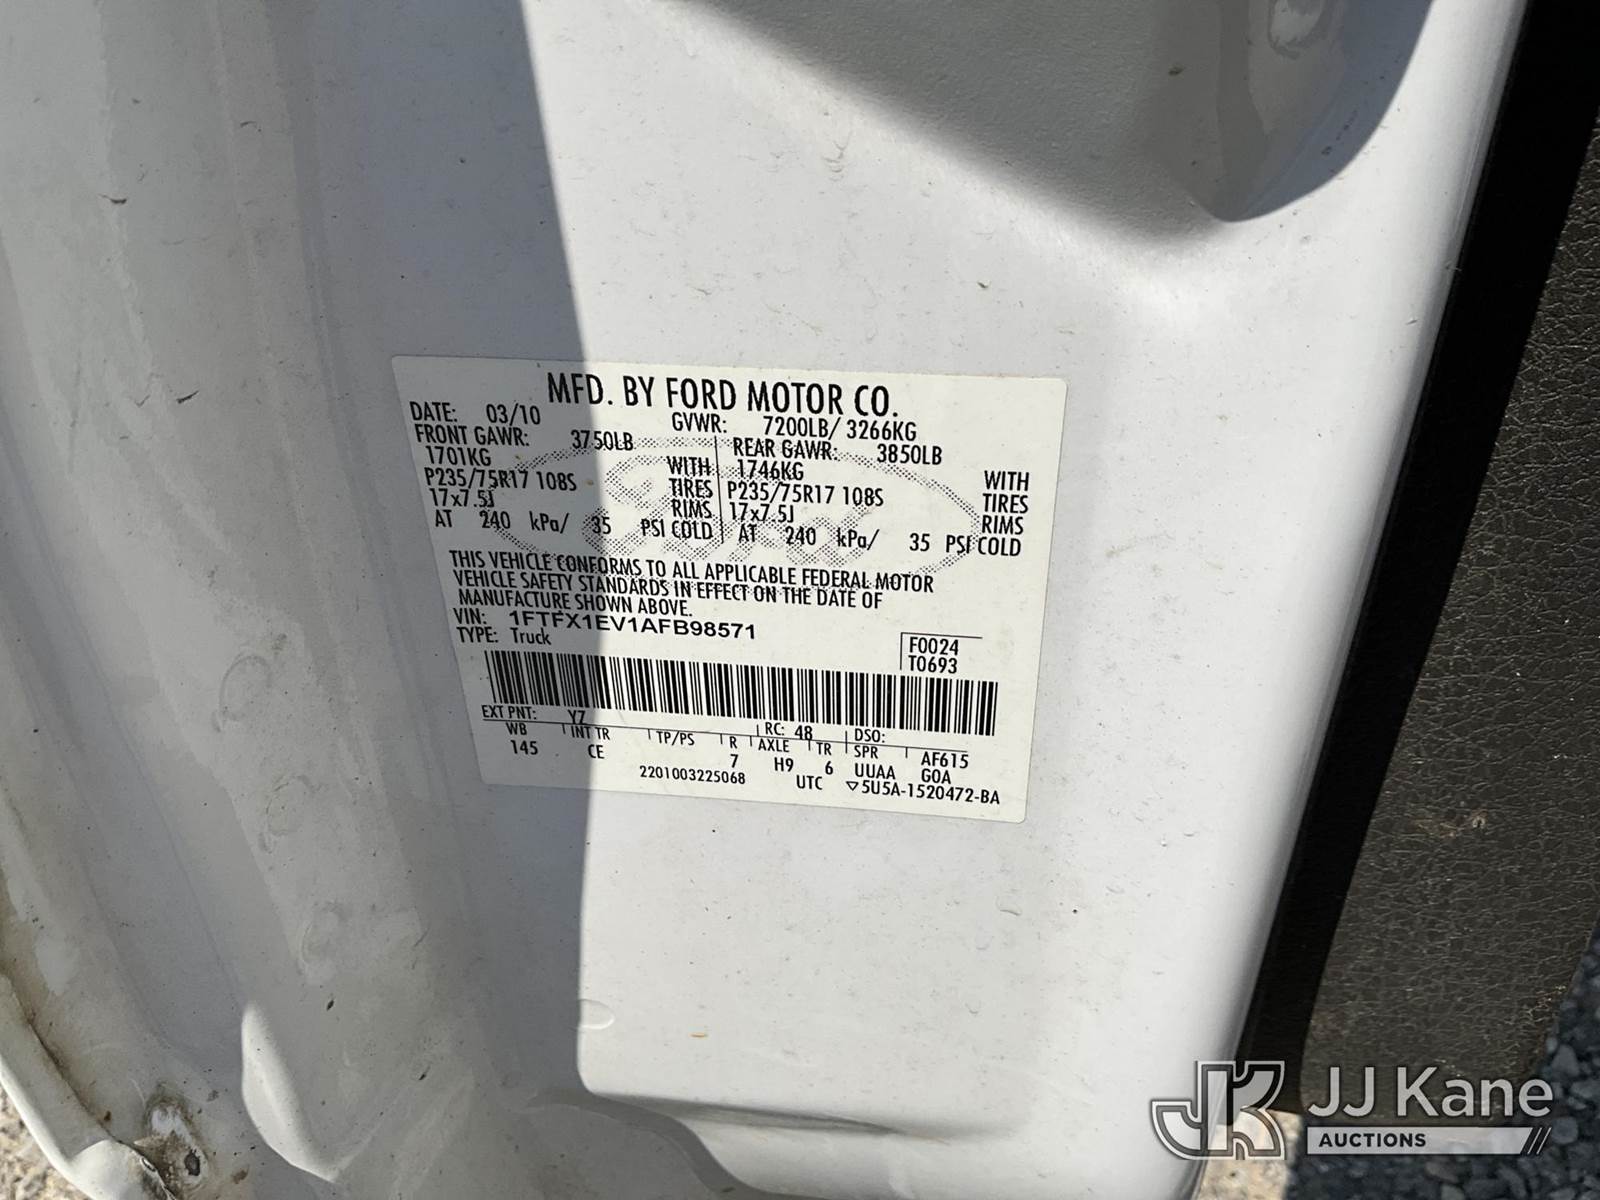 MFD. BY FORD MOTOR CO.
DATE: 03/10 GVWR: 7200LB/ 3266KG
FRONT GAWR: 3750LB REAR GAWR: 3850LB
1701KG WITH 1746KG WITH
P235/75R17 108S TIRES P235/75R17 108S TIRES
17x7.5J RIMS 17x7.5J RIMS
AT 240 kPa/ 35 PSI COLD AT 240 kPa/ 35 PSI COLD
THIS VEHICLE CONFORMS TO ALL APPLICABLE FEDERAL MOTOR
VEHICLE SAFETY STANDARDS IN EFFECT ON THE DATE OF
MANUFACTURE SHOWN ABOVE.
VIN: 1FTFX1EV1AFB98571
TYPE: Truck
F0024
T0693
EXT PNT: YZ RC: 48 DSO:
WB INT TR TP/PS R AXLE TR SPR AF615
145 CE 7 H9 6 UUAA GOA
2201003225068 UTC ▽5U5A-1520472-BA
Ford
JK JJ Kane
AUCTIONS